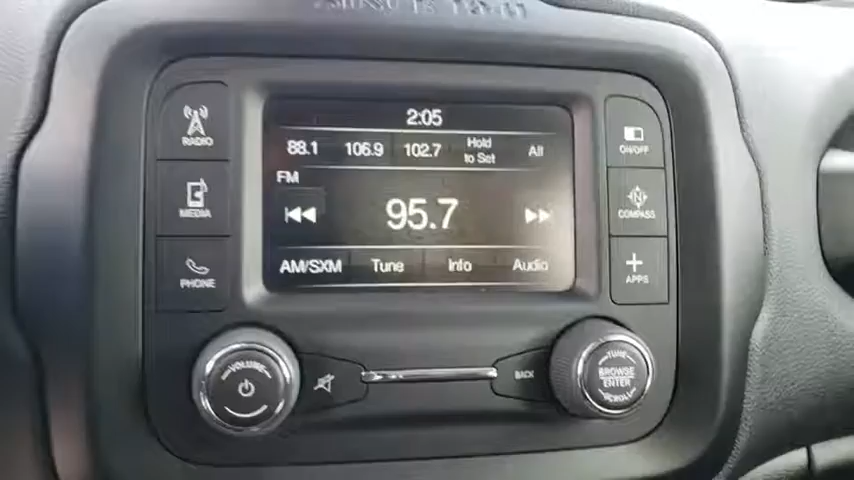 2:05
RADIO
88.1 106.9 102.7 Hold to Set All
ON/OFF
FM
MEDIA
95.7
COMPASS
PHONE
AM/SXM Tune Info Audio
APPS
VOLUME
BACK
TUNE
BROWSE
ENTER
SCROLL